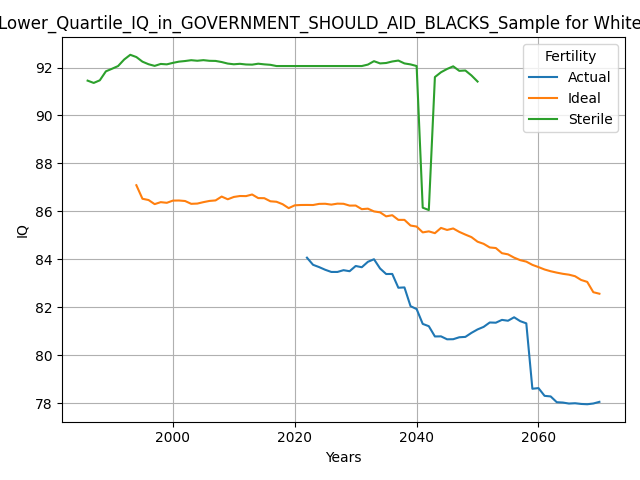 Lower_Quartile_IQ_in_GOVERNMENT_SHOULD_AID_BLACKS_Sample for White
Fertility
Actual
Ideal
Sterile
IQ
92
90
88
86
84
82
80
78
2000
2020
2040
2060
Years